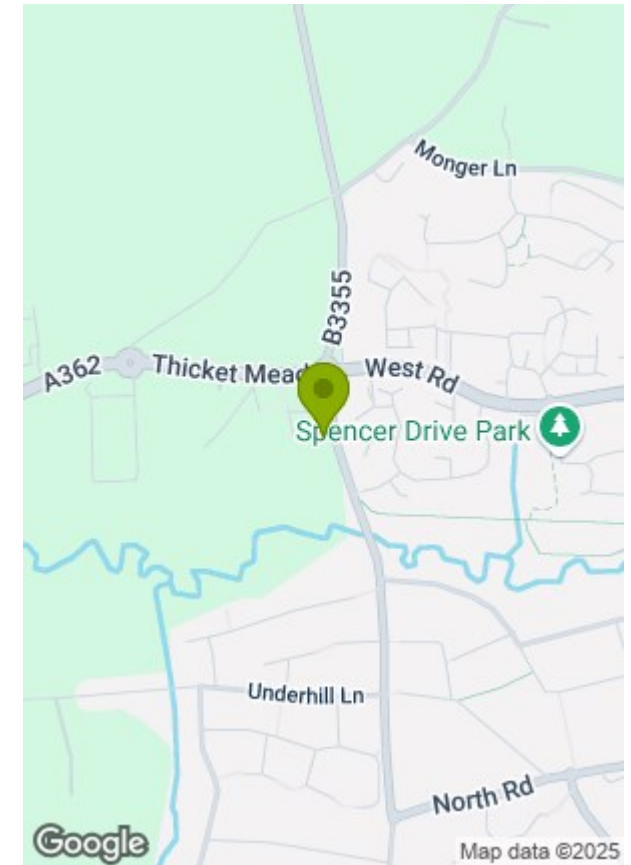 Monger Ln
B3355
A362
Thicket Mead
West Rd
Spencer Drive Park
Underhill Ln
North Rd
Google
Map data ©2025